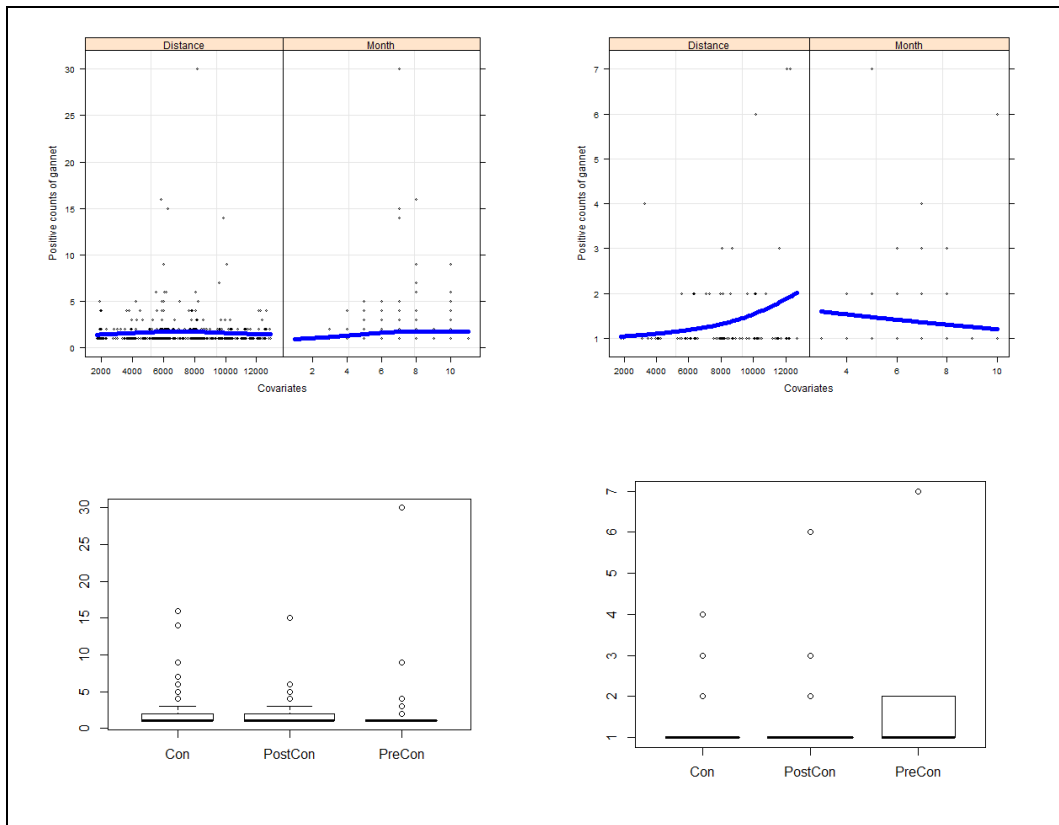 Distance Month
30
25
20
15
10
5
0
Positive counts of gannet
2000 4000 6000 8000 10000 12000 2 4 6 8 10
Covariates
Distance Month
7
6
5
4
3
2
1
Positive counts of gannet
2000 4000 6000 8000 10000 12000 4 6 8 10
Covariates
30
25
20
15
10
5
0
Con PostCon PreCon
7
6
5
4
3
2
1
Con PostCon PreCon